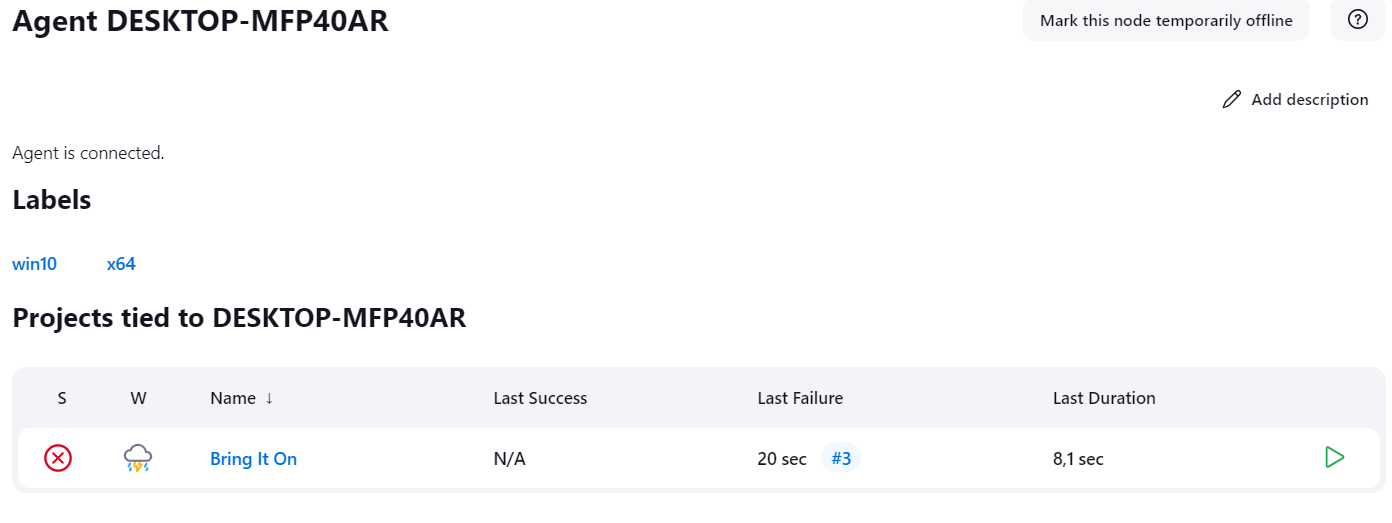 Agent DESKTOP-MFP40AR
Mark this node temporarily offline
Add description
Agent is connected.
Labels
win10 x64
Projects tied to DESKTOP-MFP40AR
S W Name ↓ Last Success Last Failure Last Duration
Bring It On N/A 20 sec #3 8,1 sec